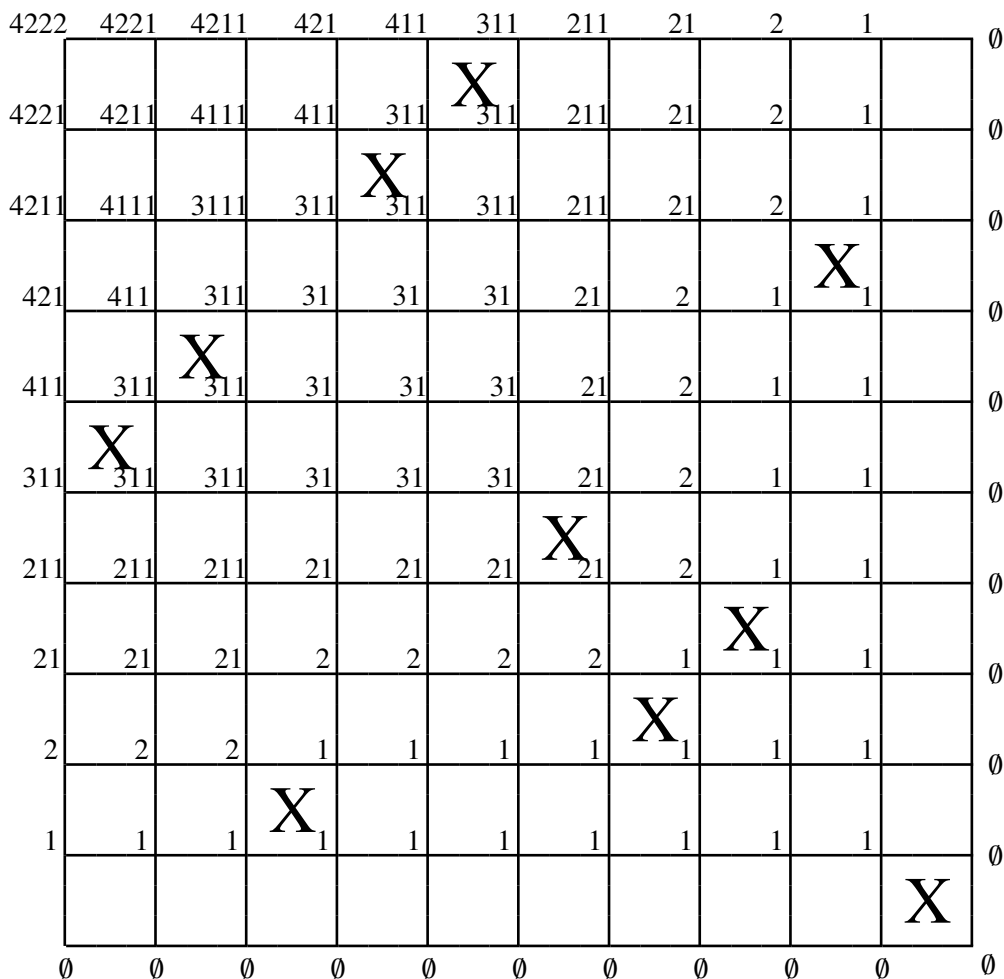 4222 4221 4211 421 411 311 211 21 2 1 ∅
X
4221 4211 4111 411 311 311 211 21 2 1 ∅
X
4211 4111 3111 311 311 311 211 21 2 1 ∅
X
421 411 311 31 31 31 21 2 1 1 ∅
X
411 311 311 31 31 31 21 2 1 1 ∅
X
311 311 311 31 31 31 21 2 1 1 ∅
X
211 211 211 21 21 21 21 2 1 1 ∅
X
21 21 21 2 2 2 2 1 1 1 ∅
X
2 2 2 1 1 1 1 1 1 1 ∅
X
1 1 1 1 1 1 1 1 1 1 ∅
X
∅ ∅ ∅ ∅ ∅ ∅ ∅ ∅ ∅ ∅ ∅